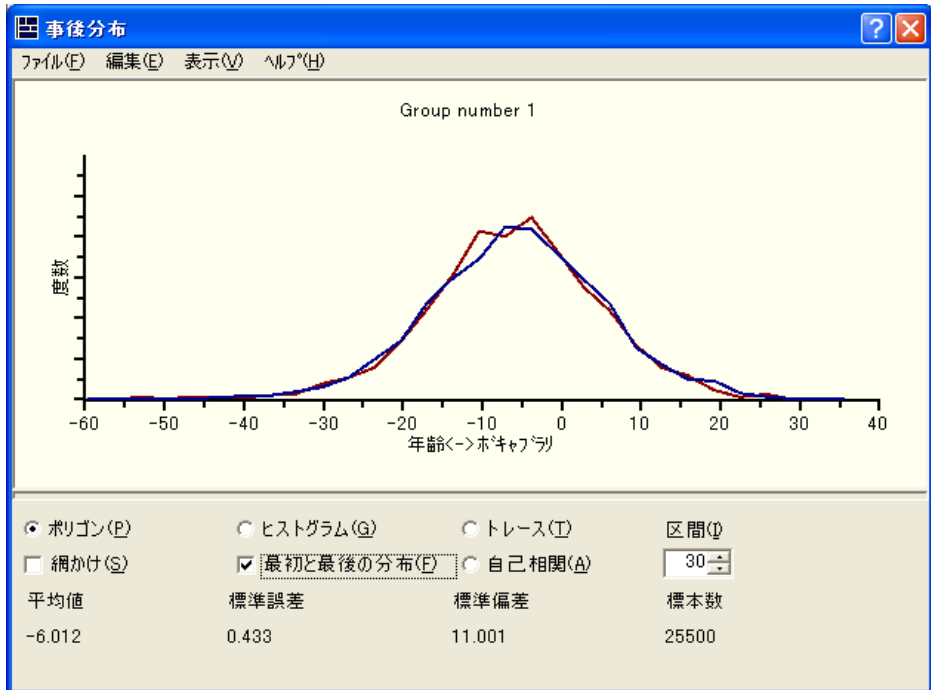 事後分布
ファイル(F) 編集(E) 表示(V) ヘルプ(H)
Group number 1
度数
-60 -50 -40 -30 -20 -10 0 10 20 30 40
年齢<->ボキャブラリ
ポリゴン(P) ヒストグラム(G) トレース(T) 区間(I)
網かけ(S) 最初と最後の分布(F) 自己相関(A) 30
平均値 標準誤差 標準偏差 標本数
-6.012 0.433 11.001 25500